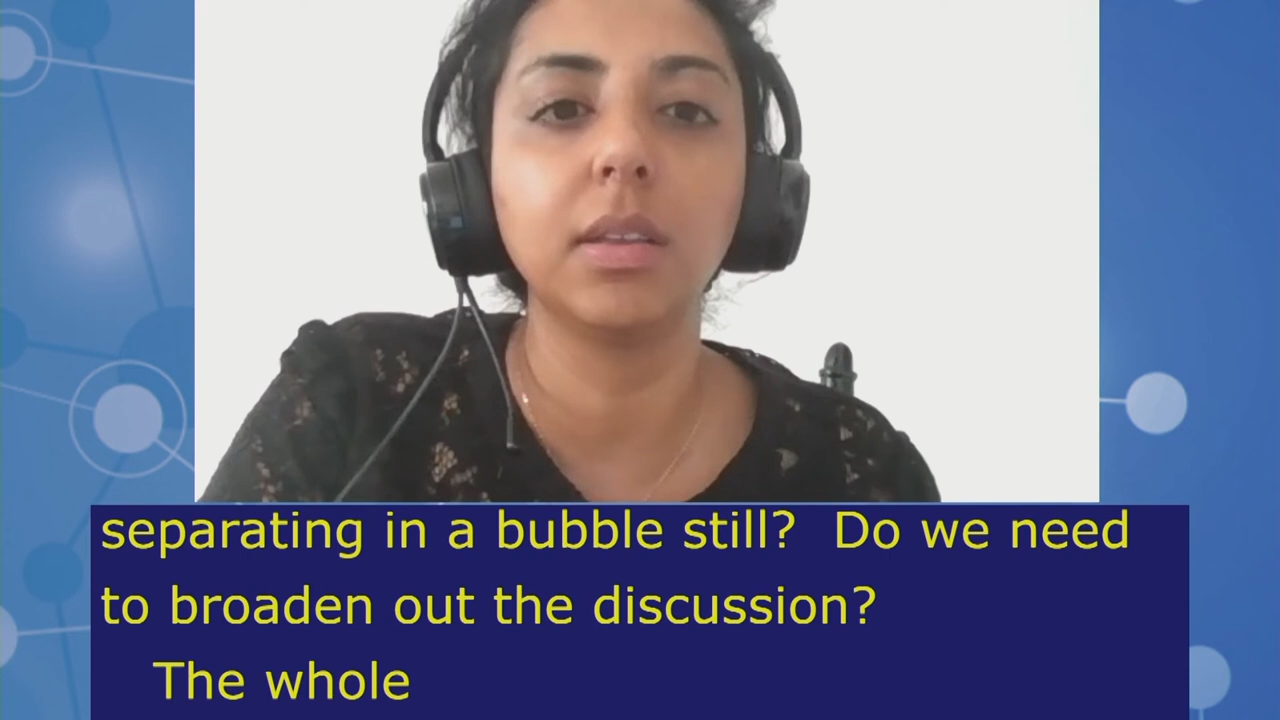 separating in a bubble still?  Do we need
to broaden out the discussion?
The whole